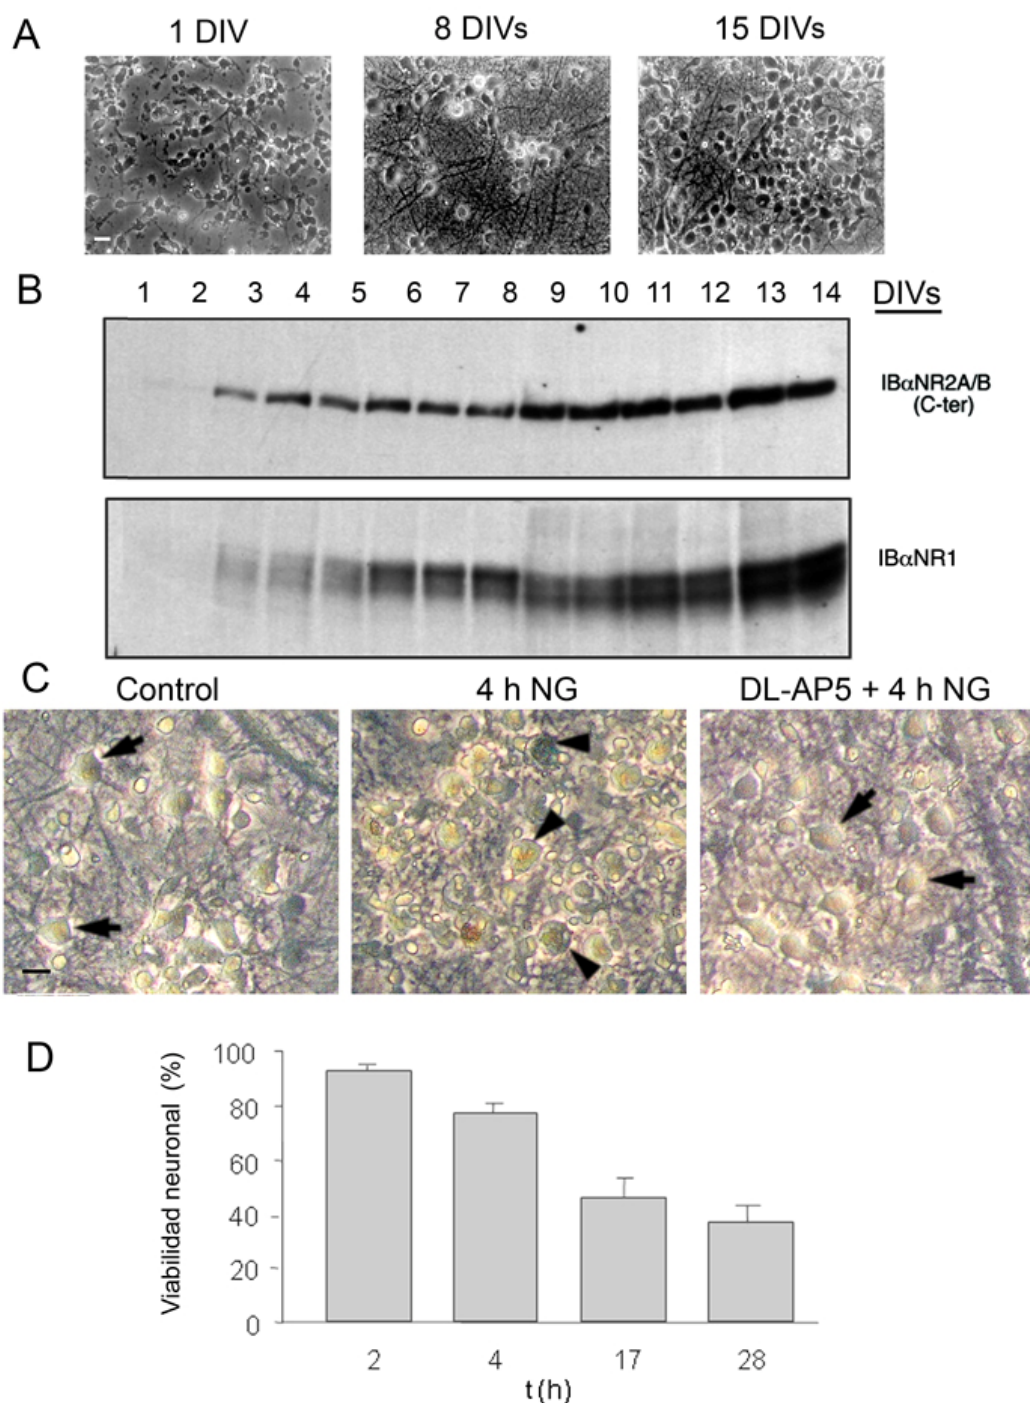 A
1 DIV 8 DIVs 15 DIVs
B
1 2 3 4 5 6 7 8 9 10 11 12 13 14 DIVs
IBαNR2A/B
(C-ter)
IBαNR1
C
Control 4 h NG DL-AP5 + 4 h NG
D
Viabilidad neuronal (%)
100
80
60
40
20
0
2 4 17 28
t (h)